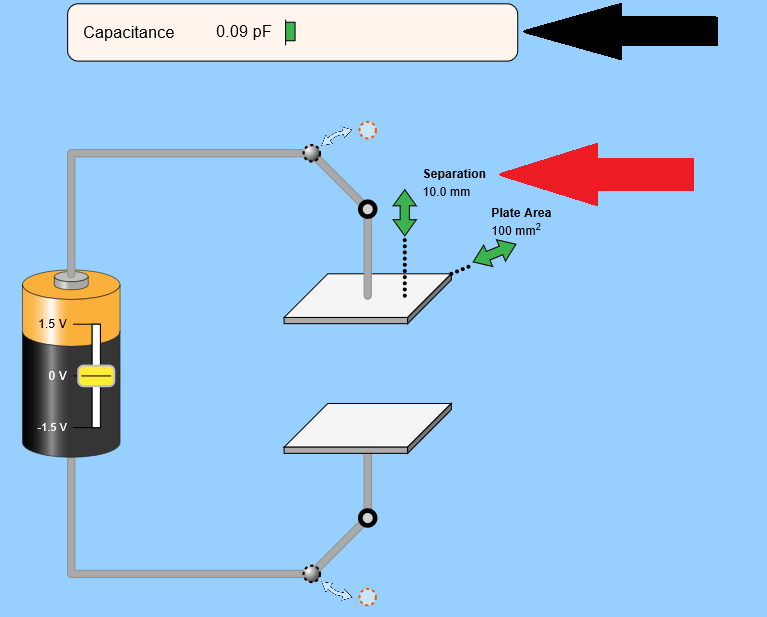 Capacitance 0.09 pF
Separation
10.0 mm
Plate Area
100 mm²
1.5 V
0 V
-1.5 V